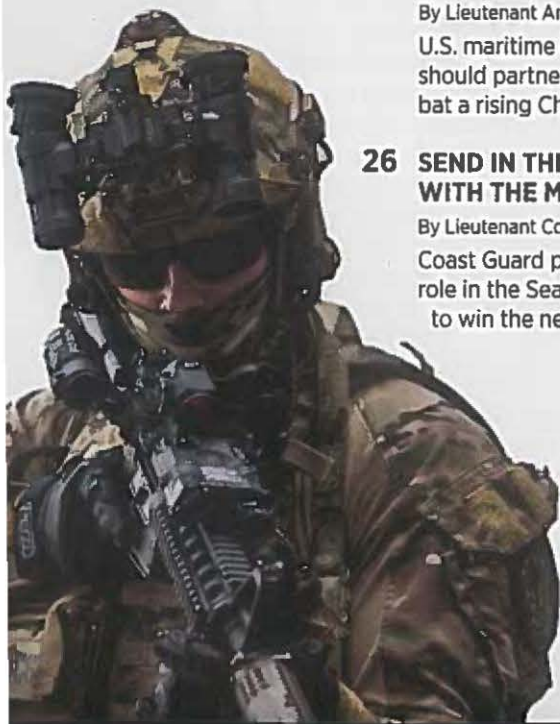 By Lieutenant
U.S. maritime
should partne
bat a rising Ch
26 SEND IN THE
WITH THE M
By Lieutenant Co
Coast Guard p
role in the Sea
to win the ne